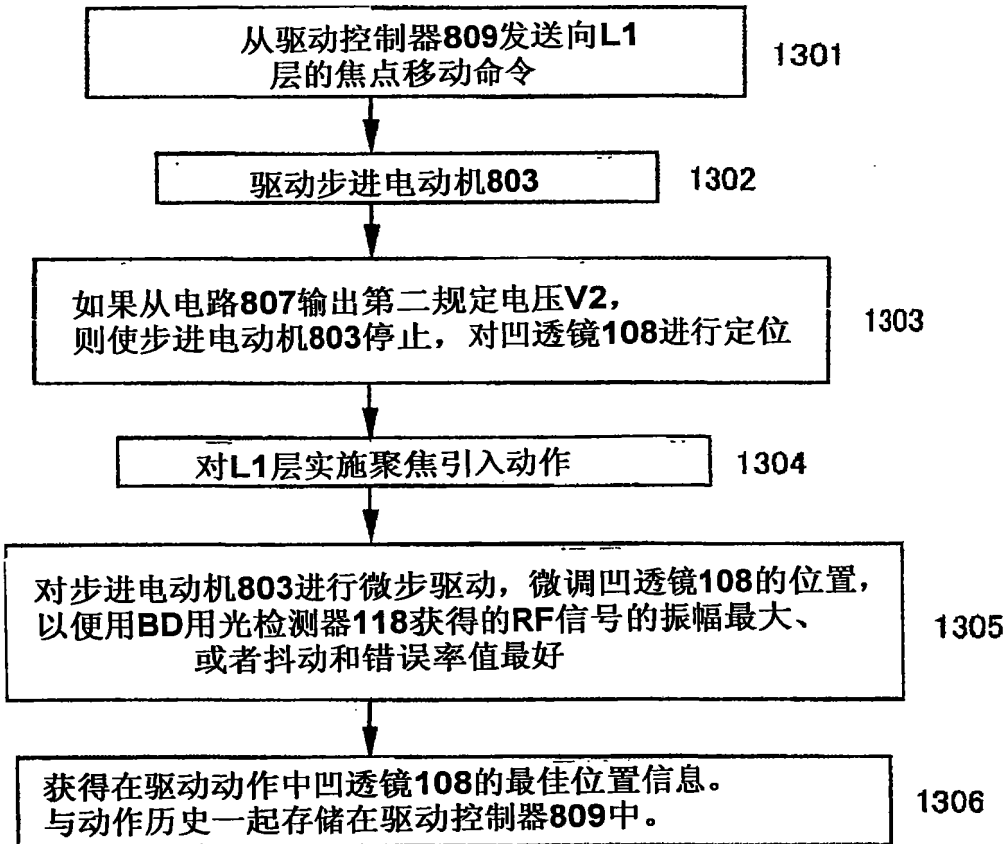 从驱动控制器809发送向L1
层的焦点移动命令
1301
驱动步进电动机803
1302
如果从电路807输出第二规定电压V2，
则使步进电动机803停止，对凹透镜108进行定位
1303
对L1层实施聚焦引入动作
1304
对步进电动机803进行微步驱动，微调凹透镜108的位置，
以便用BD用光检测器118获得的RF信号的振幅最大、
或者抖动和错误率值最好
1305
获得在驱动动作中凹透镜108的最佳位置信息。
与动作历史一起存储在驱动控制器809中。
1306